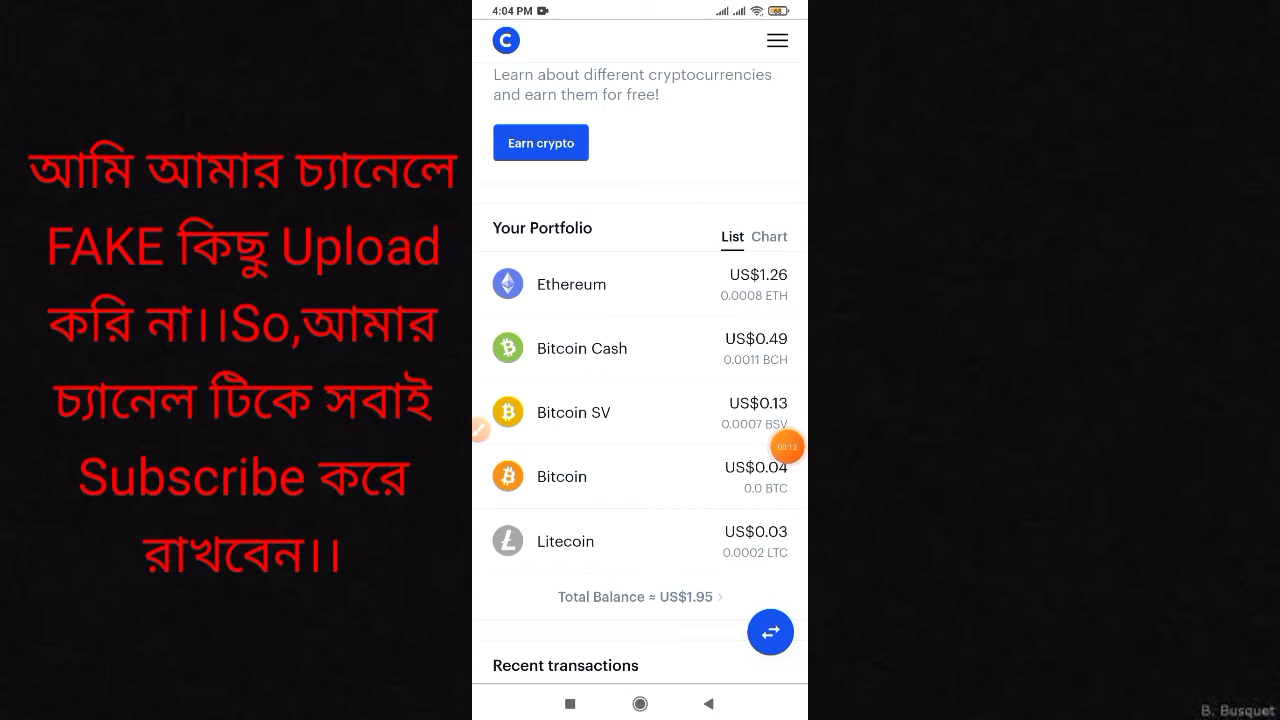 আমি আমার চ্যানেলে
FAKE কিছু Upload
করি না।।So,আমার
চ্যানেল টিকে সবাই
Subscribe করে
রাখবেন।।
4:04 PM
68
C
Learn about different cryptocurrencies
and earn them for free!
Earn crypto
Your Portfolio
List Chart
Ethereum
US$1.26
0.0008 ETH
Bitcoin Cash
US$0.49
0.0011 BCH
Bitcoin SV
US$0.13
0.0007 BSV
00:12
Bitcoin
US$0.04
0.0 BTC
Litecoin
US$0.03
0.0002 LTC
Total Balance ≈ US$1.95
Recent transactions
B. Busquet